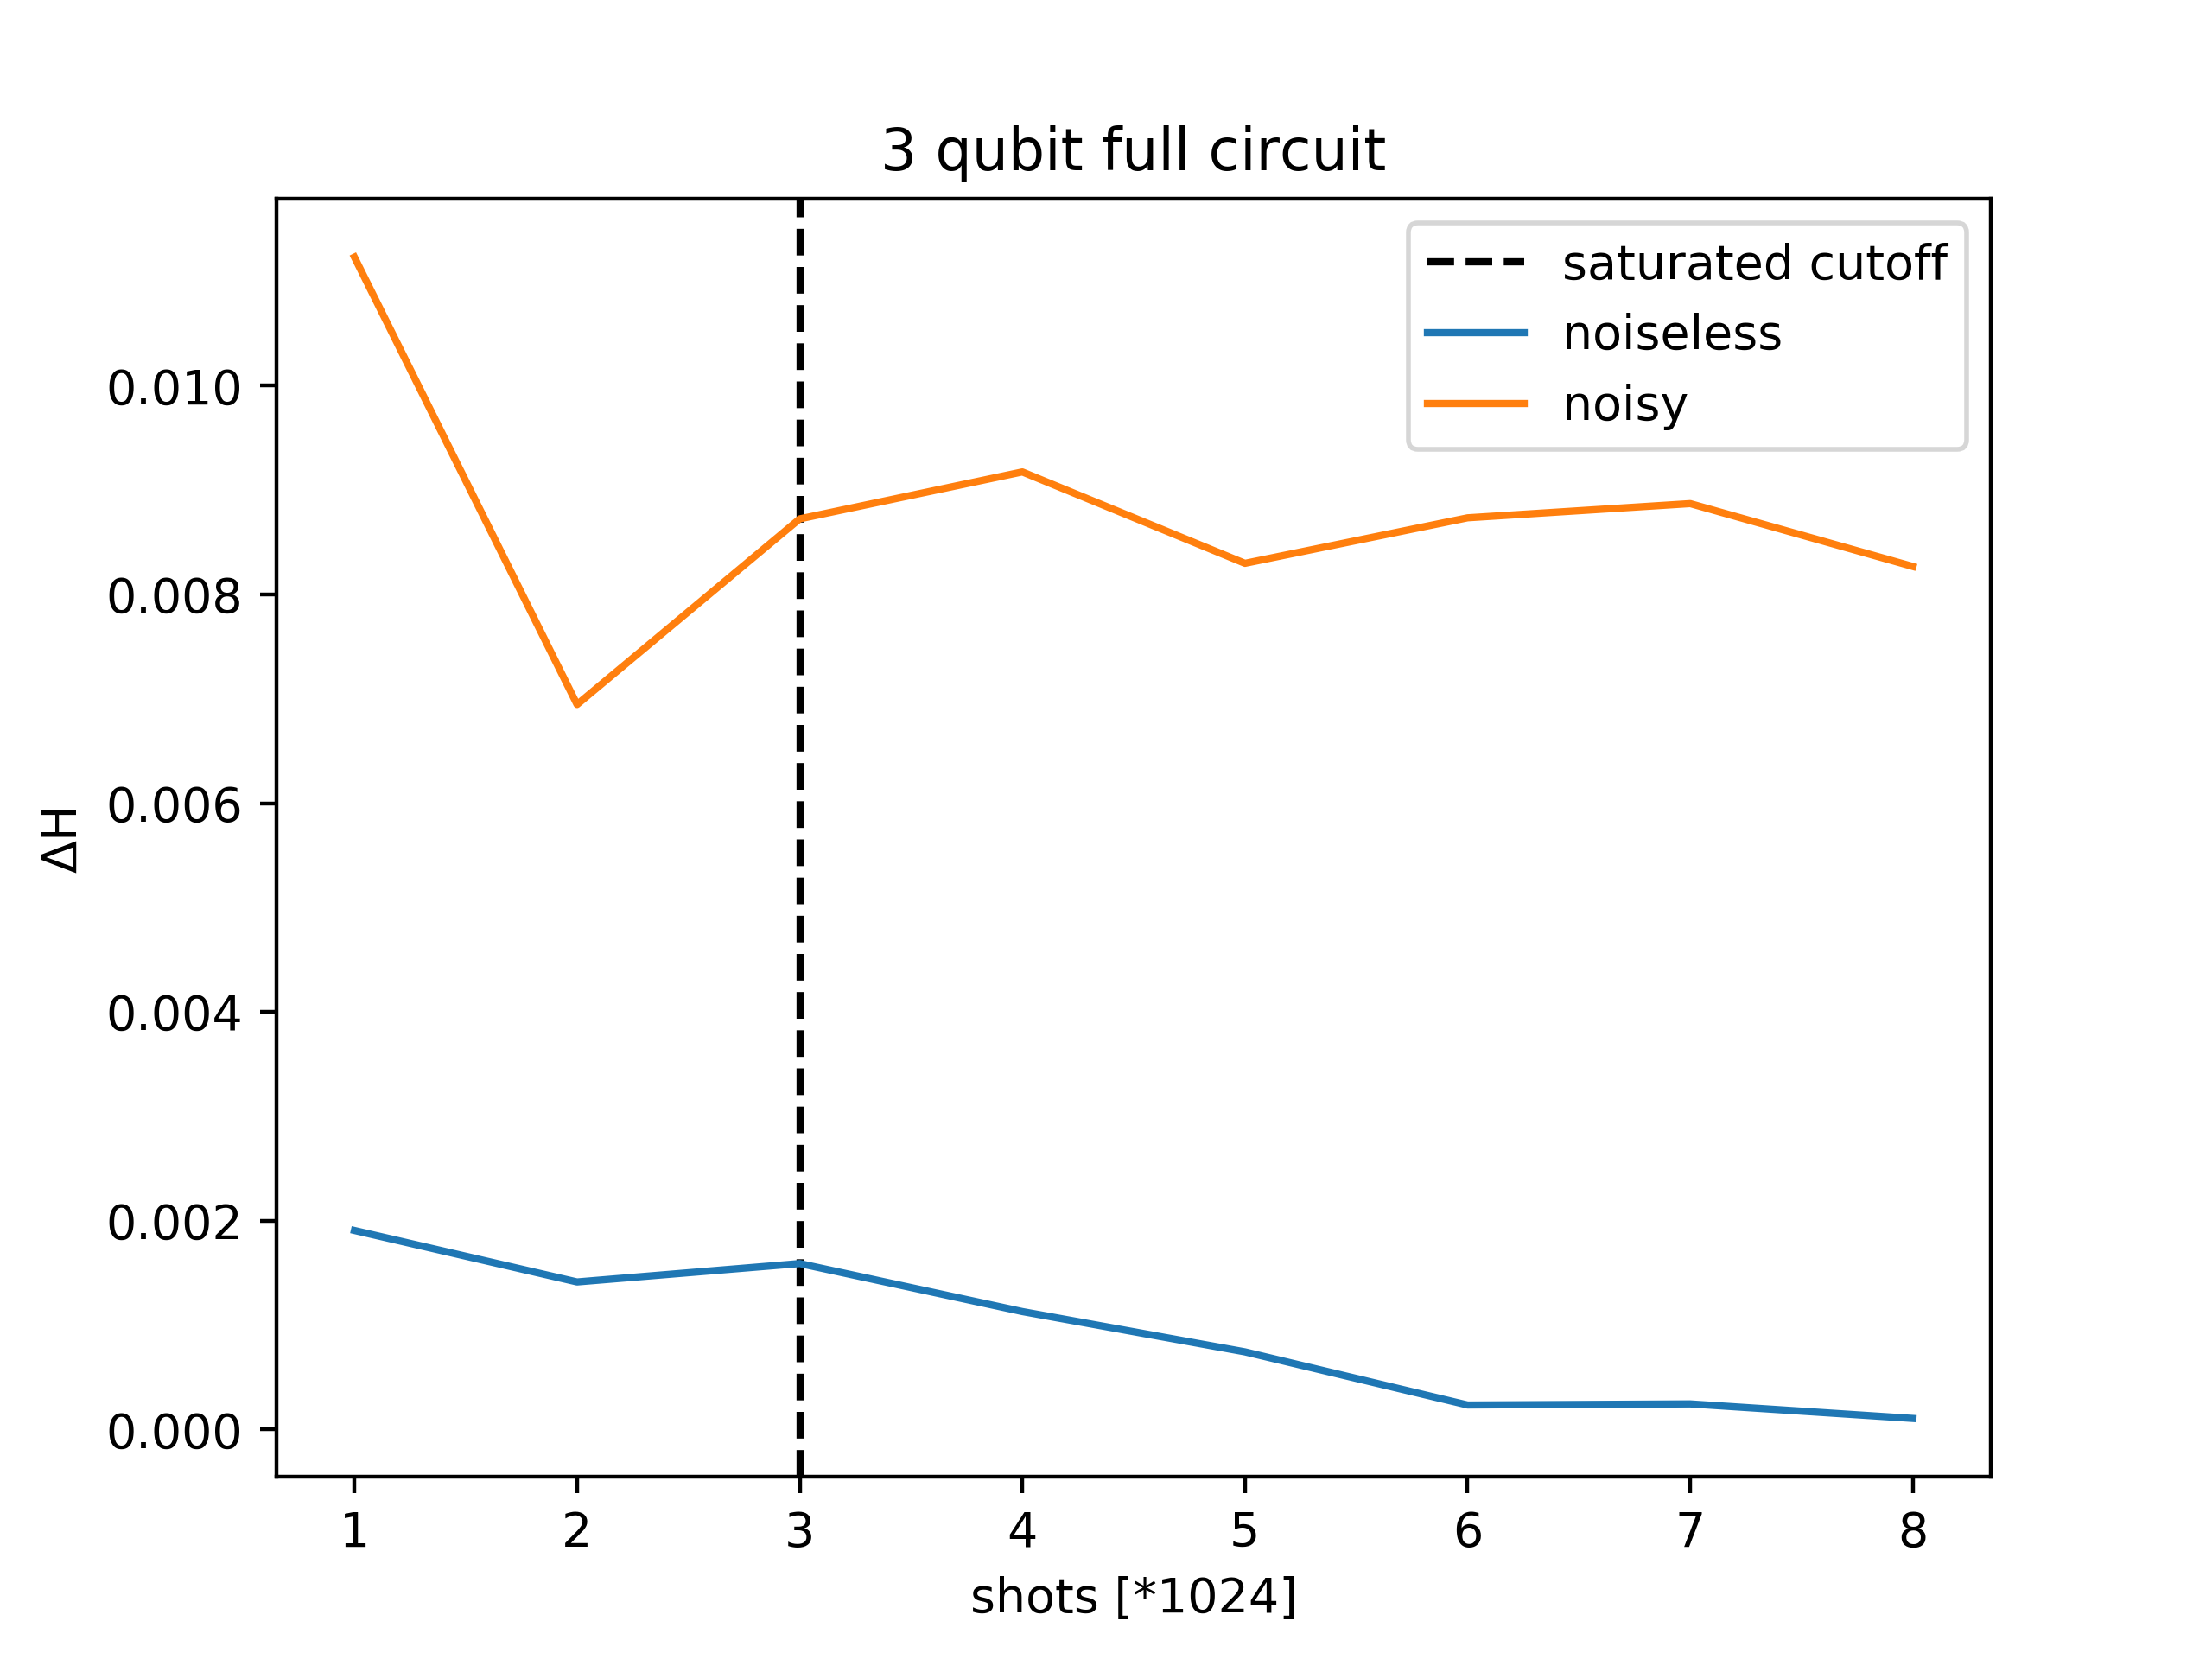 3 qubit full circuit
saturated cutoff
noiseless
noisy
0.010
0.008
0.006
0.004
0.002
0.000
ΔH
1 2 3 4 5 6 7 8
shots [*1024]